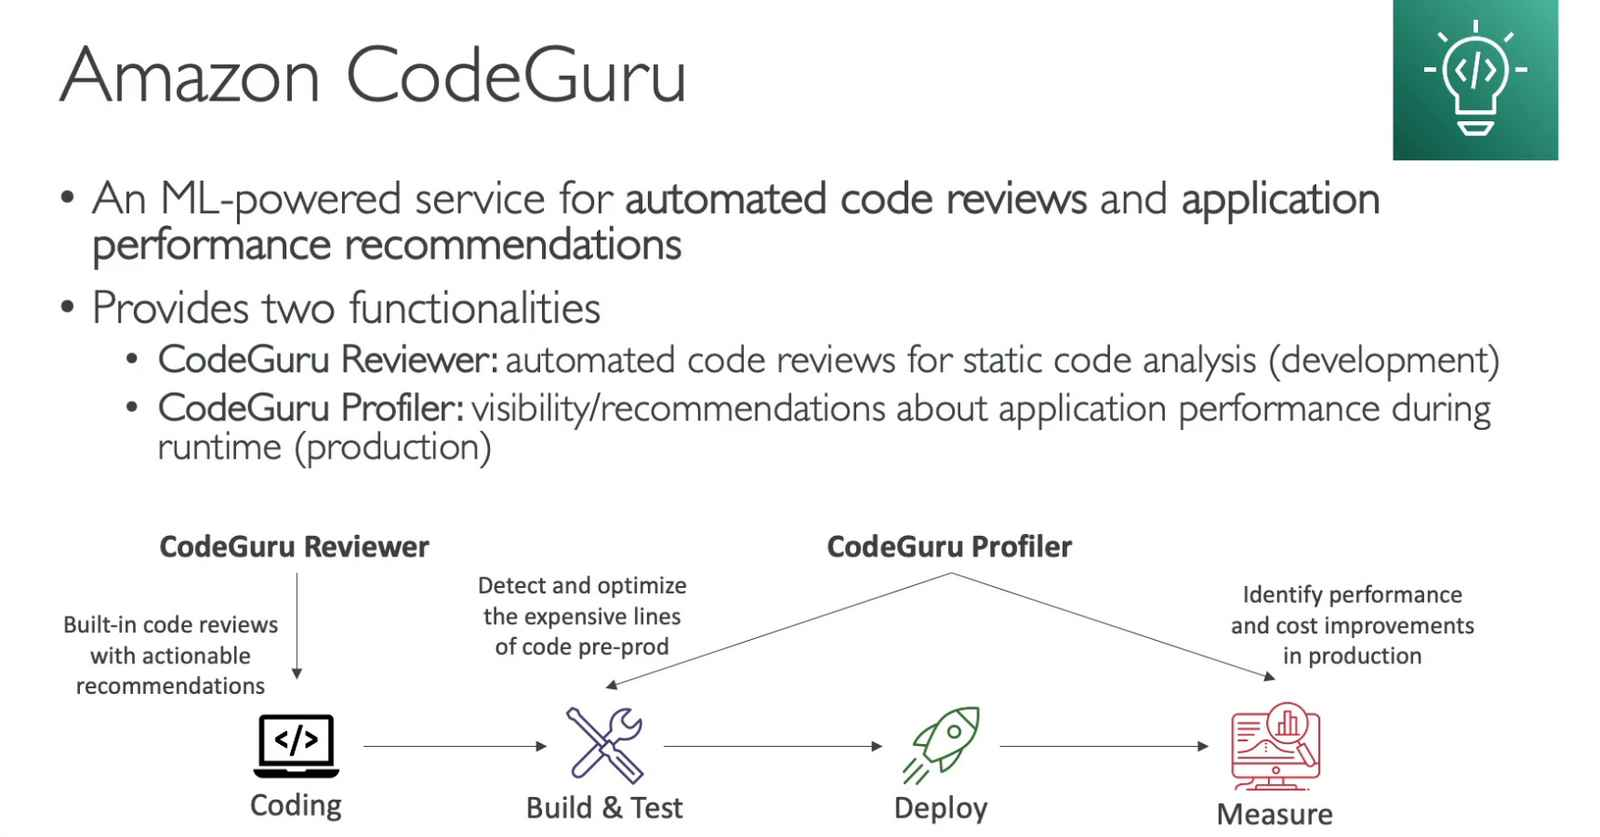 Amazon CodeGuru
</>
• An ML-powered service for automated code reviews and application
performance recommendations
• Provides two functionalities
• CodeGuru Reviewer: automated code reviews for static code analysis (development)
• CodeGuru Profiler: visibility/recommendations about application performance during
runtime (production)
CodeGuru Reviewer
Built-in code reviews
with actionable
recommendations
CodeGuru Profiler
Detect and optimize
the expensive lines
of code pre-prod
Identify performance
and cost improvements
in production
</>
Coding
Build & Test
Deploy
Measure